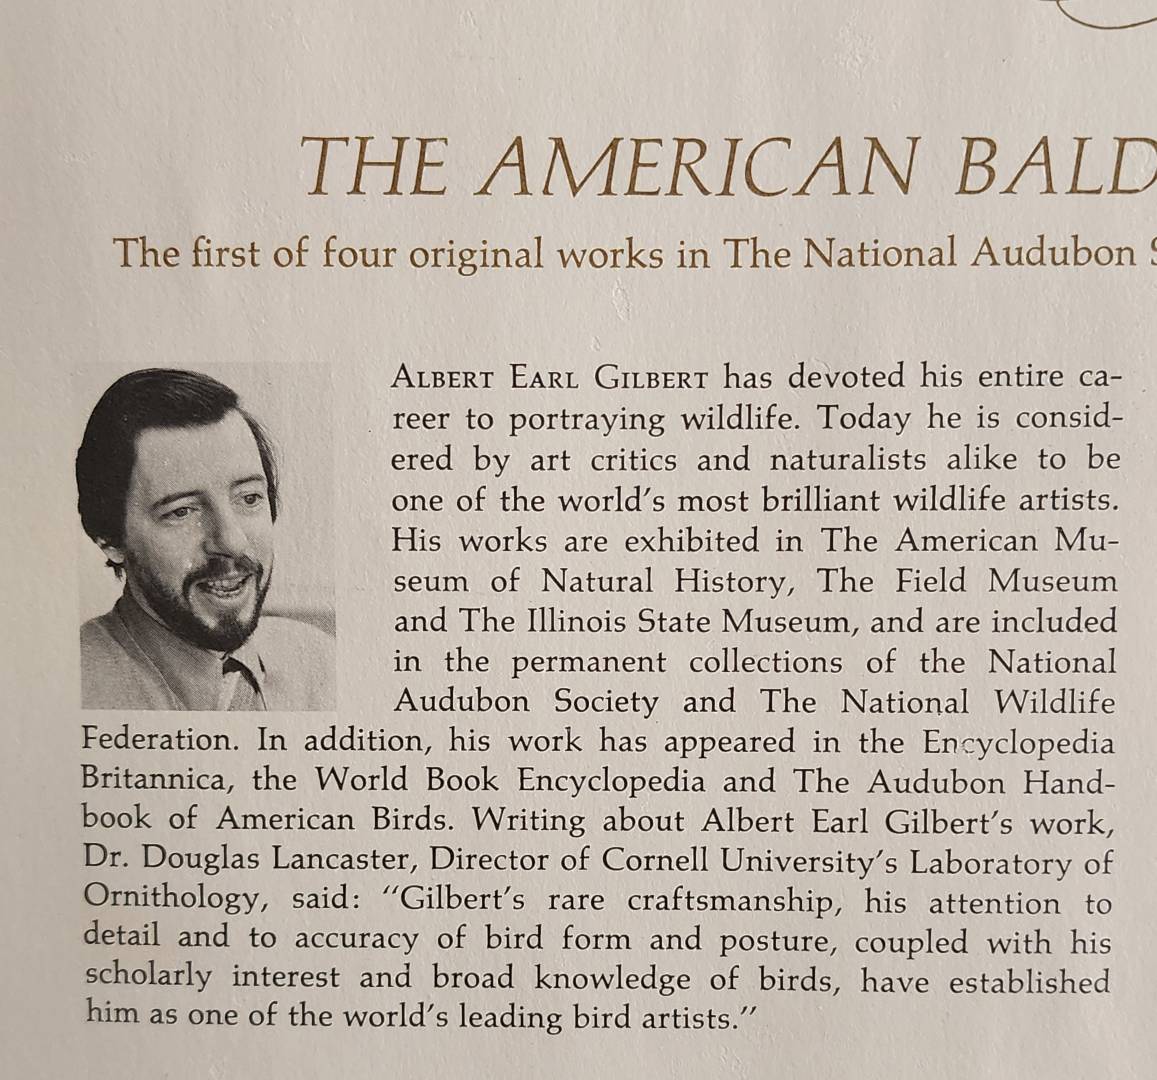 THE AMERICAN BALD
The first of four original works in The National Audubon
ALBERT EARL GILBERT has devoted his entire ca-
reer to portraying wildlife. Today he is consid-
ered by art critics and naturalists alike to be
one of the world's most brilliant wildlife artists.
His works are exhibited in The American Mu-
seum of Natural History, The Field Museum
and The Illinois State Museum, and are included
in the permanent collections of the National
Audubon Society and The National Wildlife
Federation. In addition, his work has appeared in the Encyclopedia
Britannica, the World Book Encyclopedia and The Audubon Hand-
book of American Birds. Writing about Albert Earl Gilbert's work,
Dr. Douglas Lancaster, Director of Cornell University's Laboratory of
Ornithology, said: "Gilbert's rare craftsmanship, his attention to
detail and to accuracy of bird form and posture, coupled with his
scholarly interest and broad knowledge of birds, have established
him as one of the world's leading bird artists."